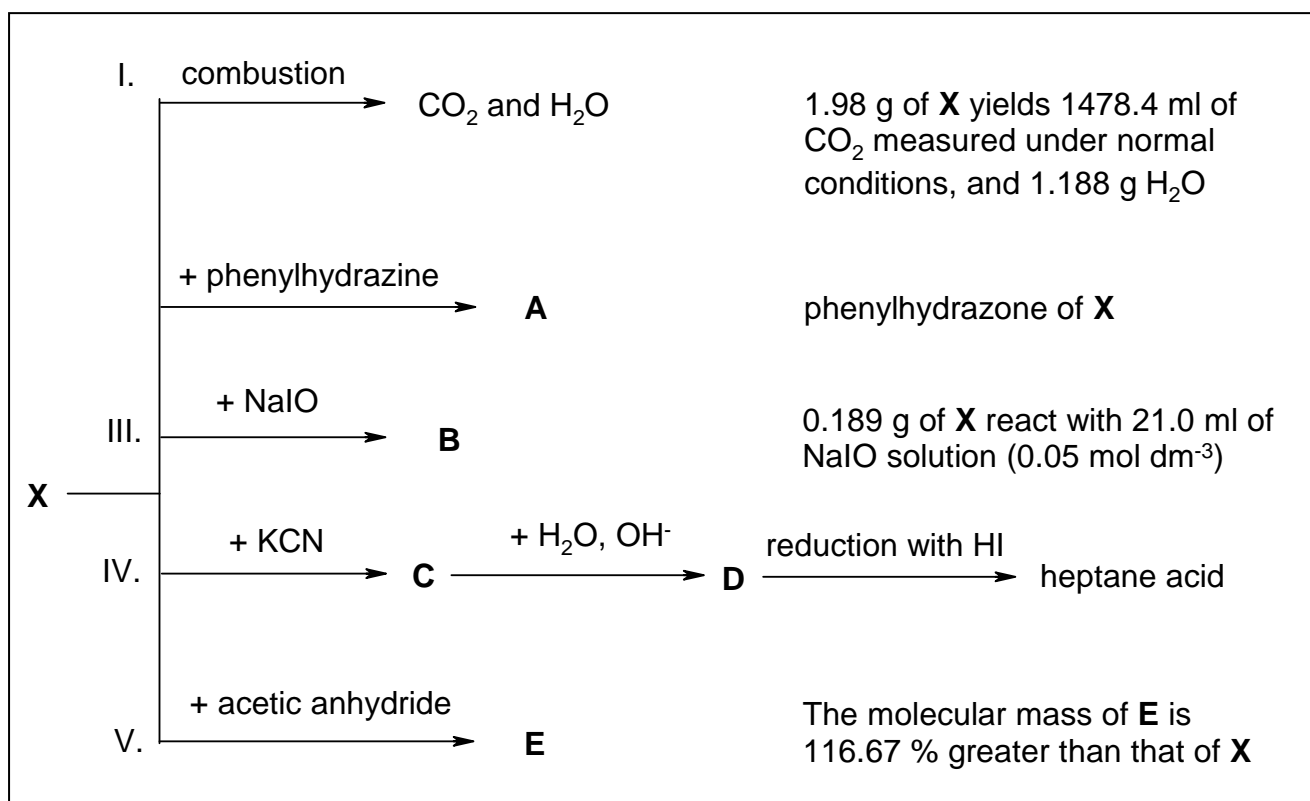 I. combustion
CO2 and H2O
1.98 g of X yields 1478.4 ml of
CO2 measured under normal
conditions, and 1.188 g H2O
+ phenylhydrazine
A
phenylhydrazone of X
III. + NaIO
B
0.189 g of X react with 21.0 ml of
NaIO solution (0.05 mol dm-3)
X
IV. + KCN
C
+ H2O, OH-
D
reduction with HI
heptane acid
V. + acetic anhydride
E
The molecular mass of E is
116.67 % greater than that of X